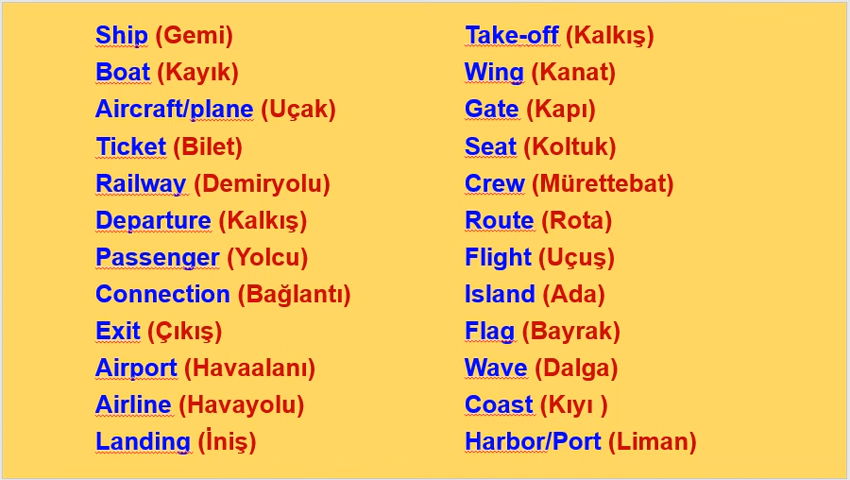 Ship (Gemi)
Boat (Kayık)
Aircraft/plane (Uçak)
Ticket (Bilet)
Railway (Demiryolu)
Departure (Kalkış)
Passenger (Yolcu)
Connection (Bağlantı)
Exit (Çıkış)
Airport (Havaalanı)
Airline (Havayolu)
Landing (İniş)
Take-off (Kalkış)
Wing (Kanat)
Gate (Kapı)
Seat (Koltuk)
Crew (Mürettebat)
Route (Rota)
Flight (Uçuş)
Island (Ada)
Flag (Bayrak)
Wave (Dalga)
Coast (Kıyı )
Harbor/Port (Liman)